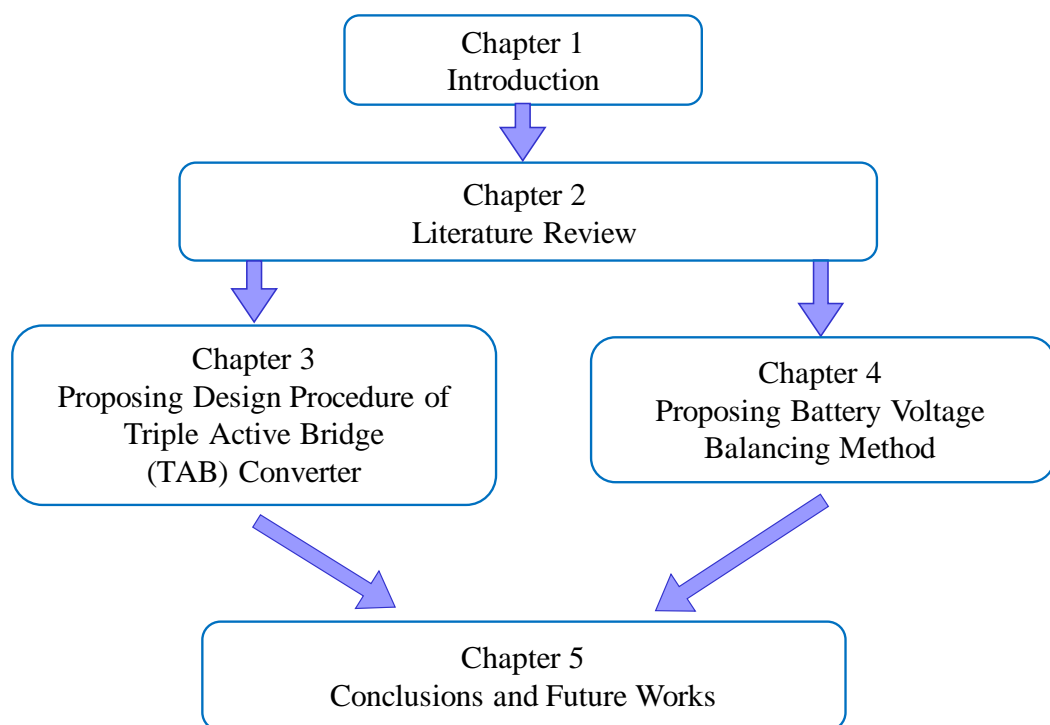 Chapter 1
Introduction
Chapter 2
Literature Review
Chapter 3
Proposing Design Procedure of
Triple Active Bridge
(TAB) Converter
Chapter 4
Proposing Battery Voltage
Balancing Method
Chapter 5
Conclusions and Future Works